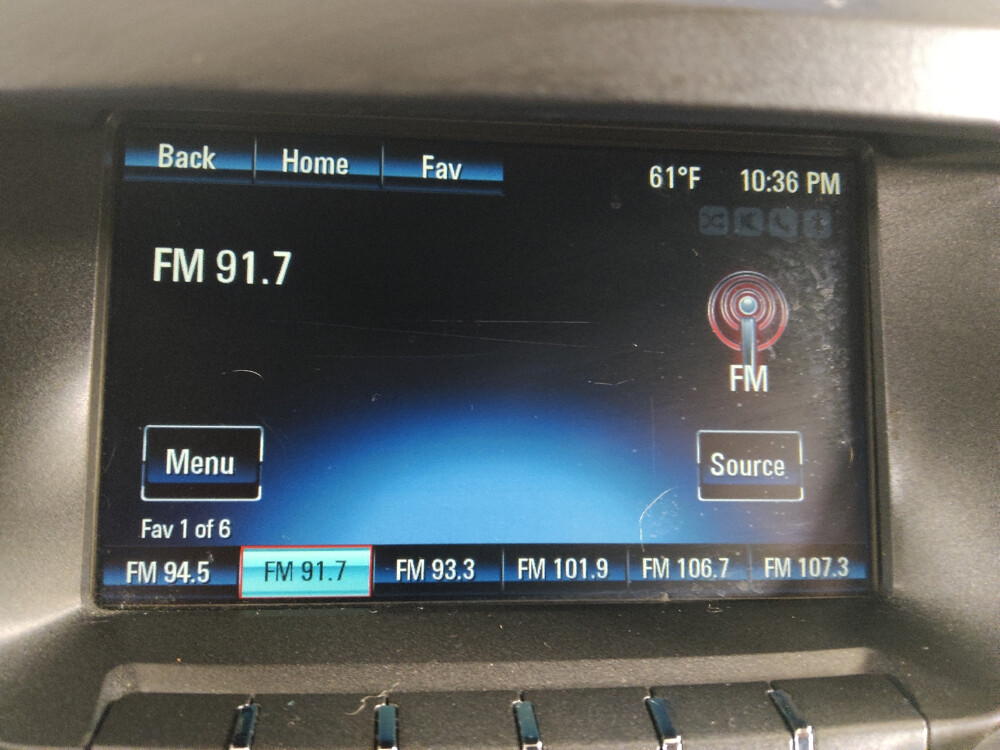 Back Home Fav 61°F 10:36 PM
FM 91.7
FM
Menu Source
Fav 1 of 6
FM 94.5 FM 91.7 FM 93.3 FM 101.9 FM 106.7 FM 107.3